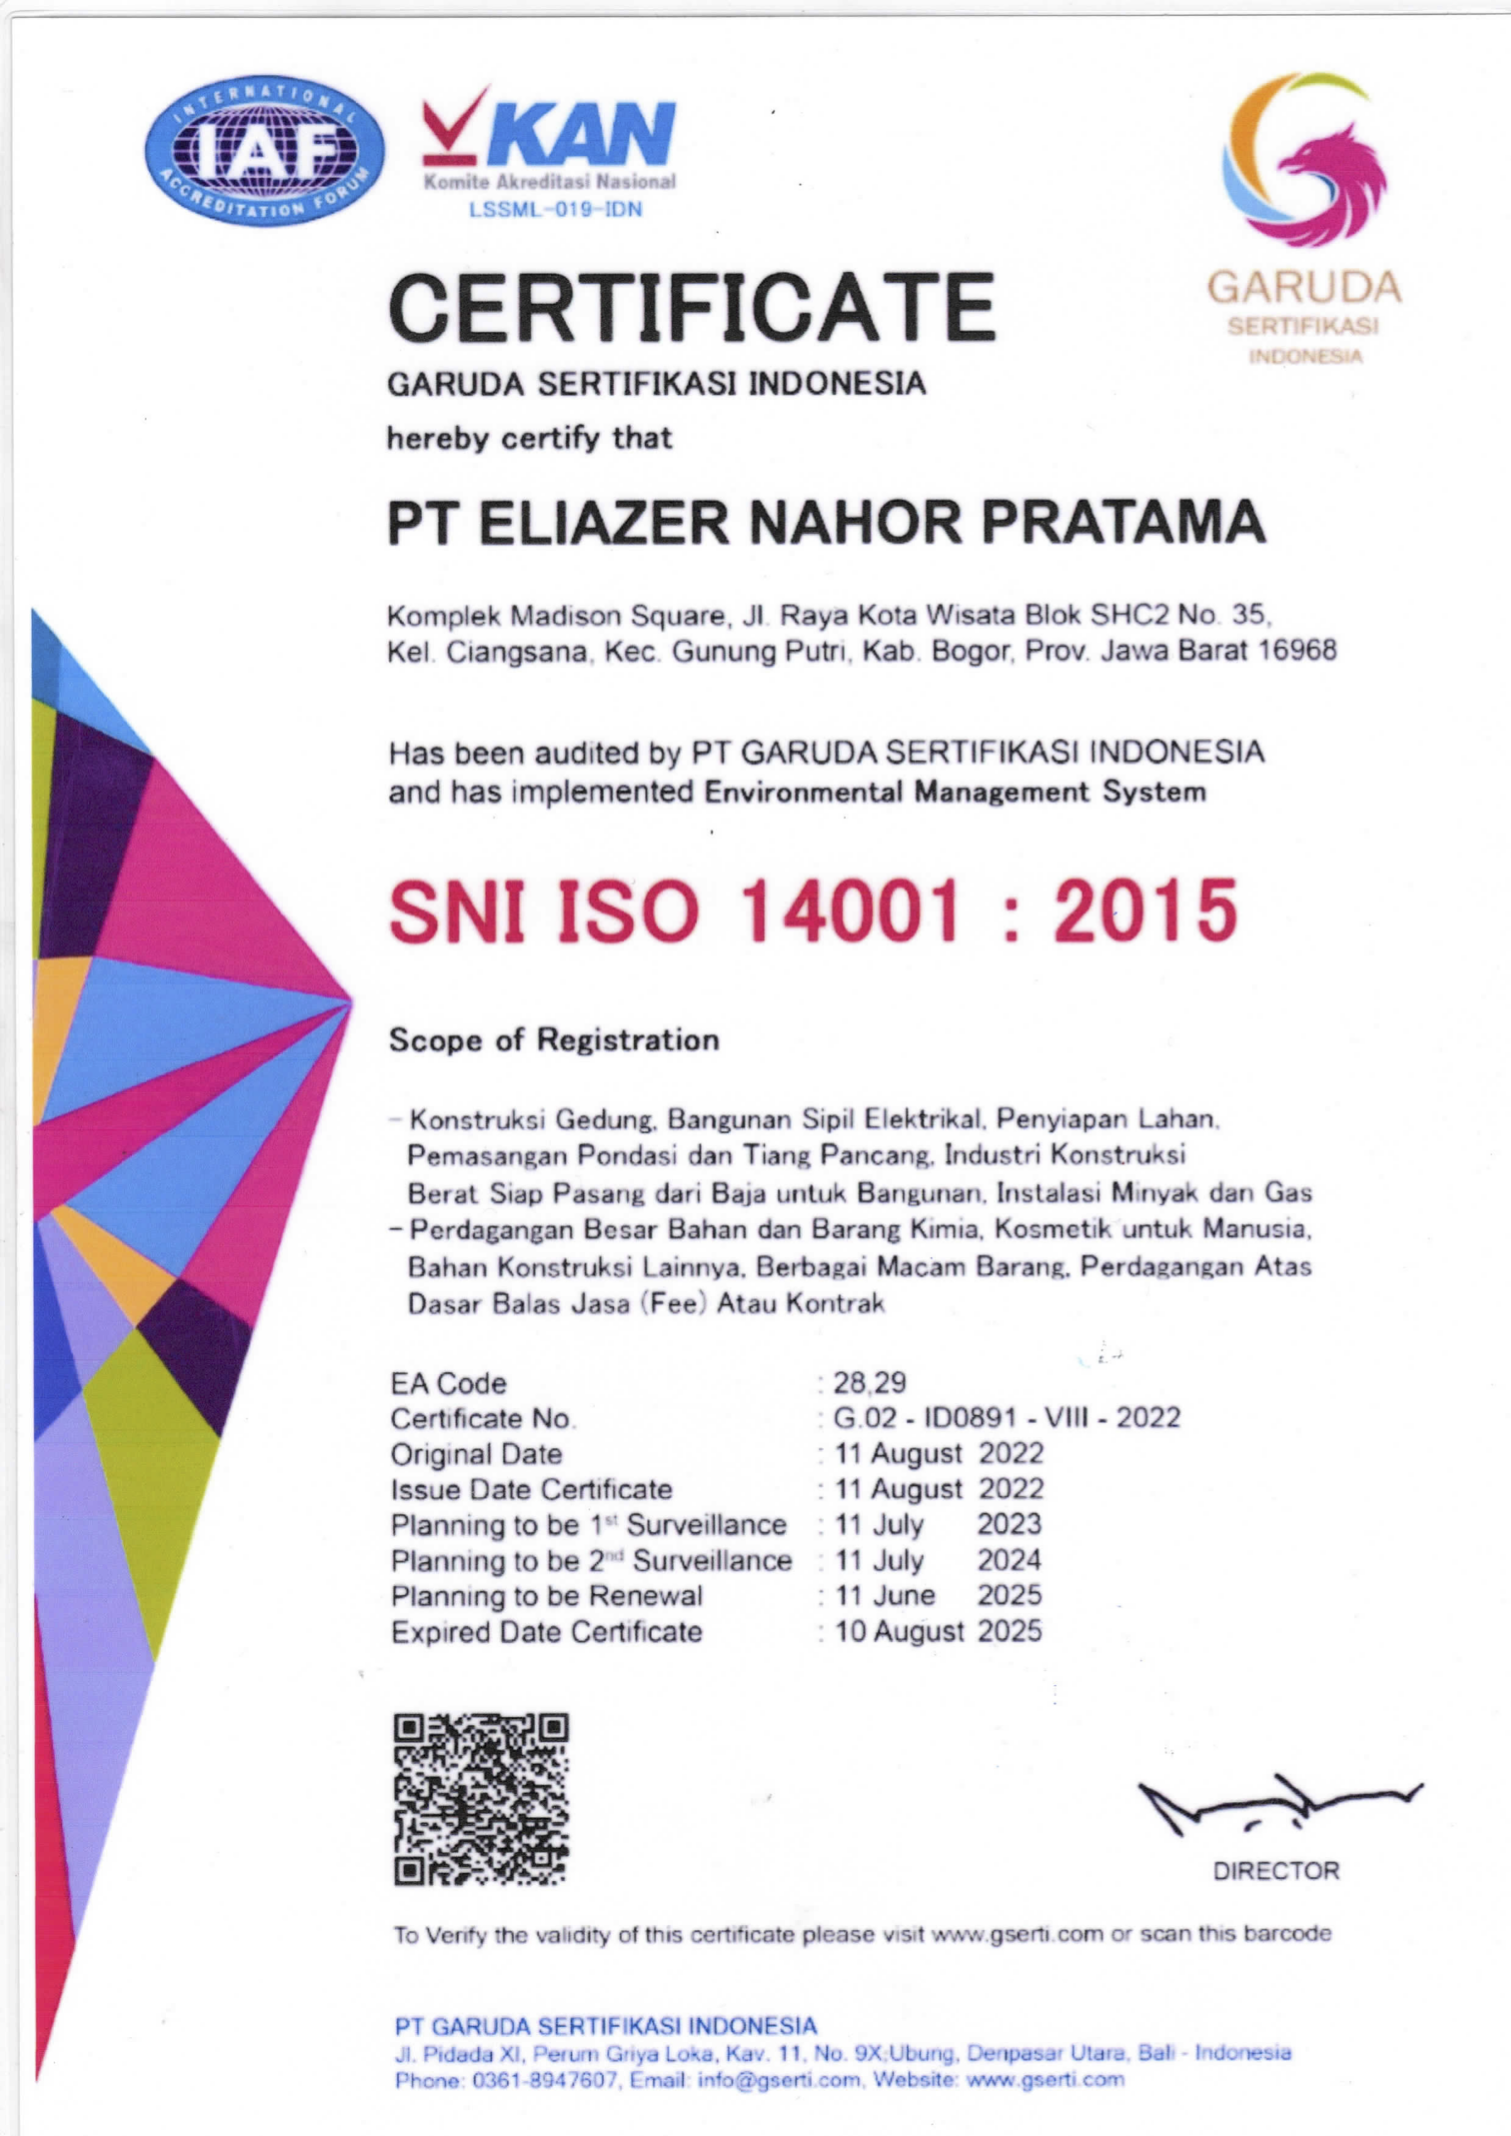 INTERNATIONAL
IAF
ACCREDITATION FORUM
KAN
Komite Akreditasi Nasional
LSSML-019-IDN
GARUDA
SERTIFIKASI
INDONESIA
CERTIFICATE
GARUDA SERTIFIKASI INDONESIA
hereby certify that
PT ELIAZER NAHOR PRATAMA
Komplek Madison Square, Jl. Raya Kota Wisata Blok SHC2 No. 35,
Kel. Ciangsana, Kec. Gunung Putri, Kab. Bogor, Prov. Jawa Barat 16968
Has been audited by PT GARUDA SERTIFIKASI INDONESIA
and has implemented Environmental Management System
SNI ISO 14001 : 2015
Scope of Registration
- Konstruksi Gedung, Bangunan Sipil Elektrikal, Penyiapan Lahan,
Pemasangan Pondasi dan Tiang Pancang, Industri Konstruksi
Berat Siap Pasang dari Baja untuk Bangunan, Instalasi Minyak dan Gas
- Perdagangan Besar Bahan dan Barang Kimia, Kosmetik untuk Manusia,
Bahan Konstruksi Lainnya, Berbagai Macam Barang, Perdagangan Atas
Dasar Balas Jasa (Fee) Atau Kontrak
EA Code : 28,29
Certificate No. : G.02 - ID0891 - VIII - 2022
Original Date : 11 August 2022
Issue Date Certificate : 11 August 2022
Planning to be 1st Surveillance : 11 July 2023
Planning to be 2nd Surveillance : 11 July 2024
Planning to be Renewal : 11 June 2025
Expired Date Certificate : 10 August 2025
DIRECTOR
To Verify the validity of this certificate please visit www.gserti.com or scan this barcode
PT GARUDA SERTIFIKASI INDONESIA
Jl. Pidada XI, Perum Griya Loka, Kav. 11, No. 9X,Ubung, Denpasar Utara, Bali - Indonesia
Phone: 0361-8947607, Email: info@gserti.com, Website: www.gserti.com